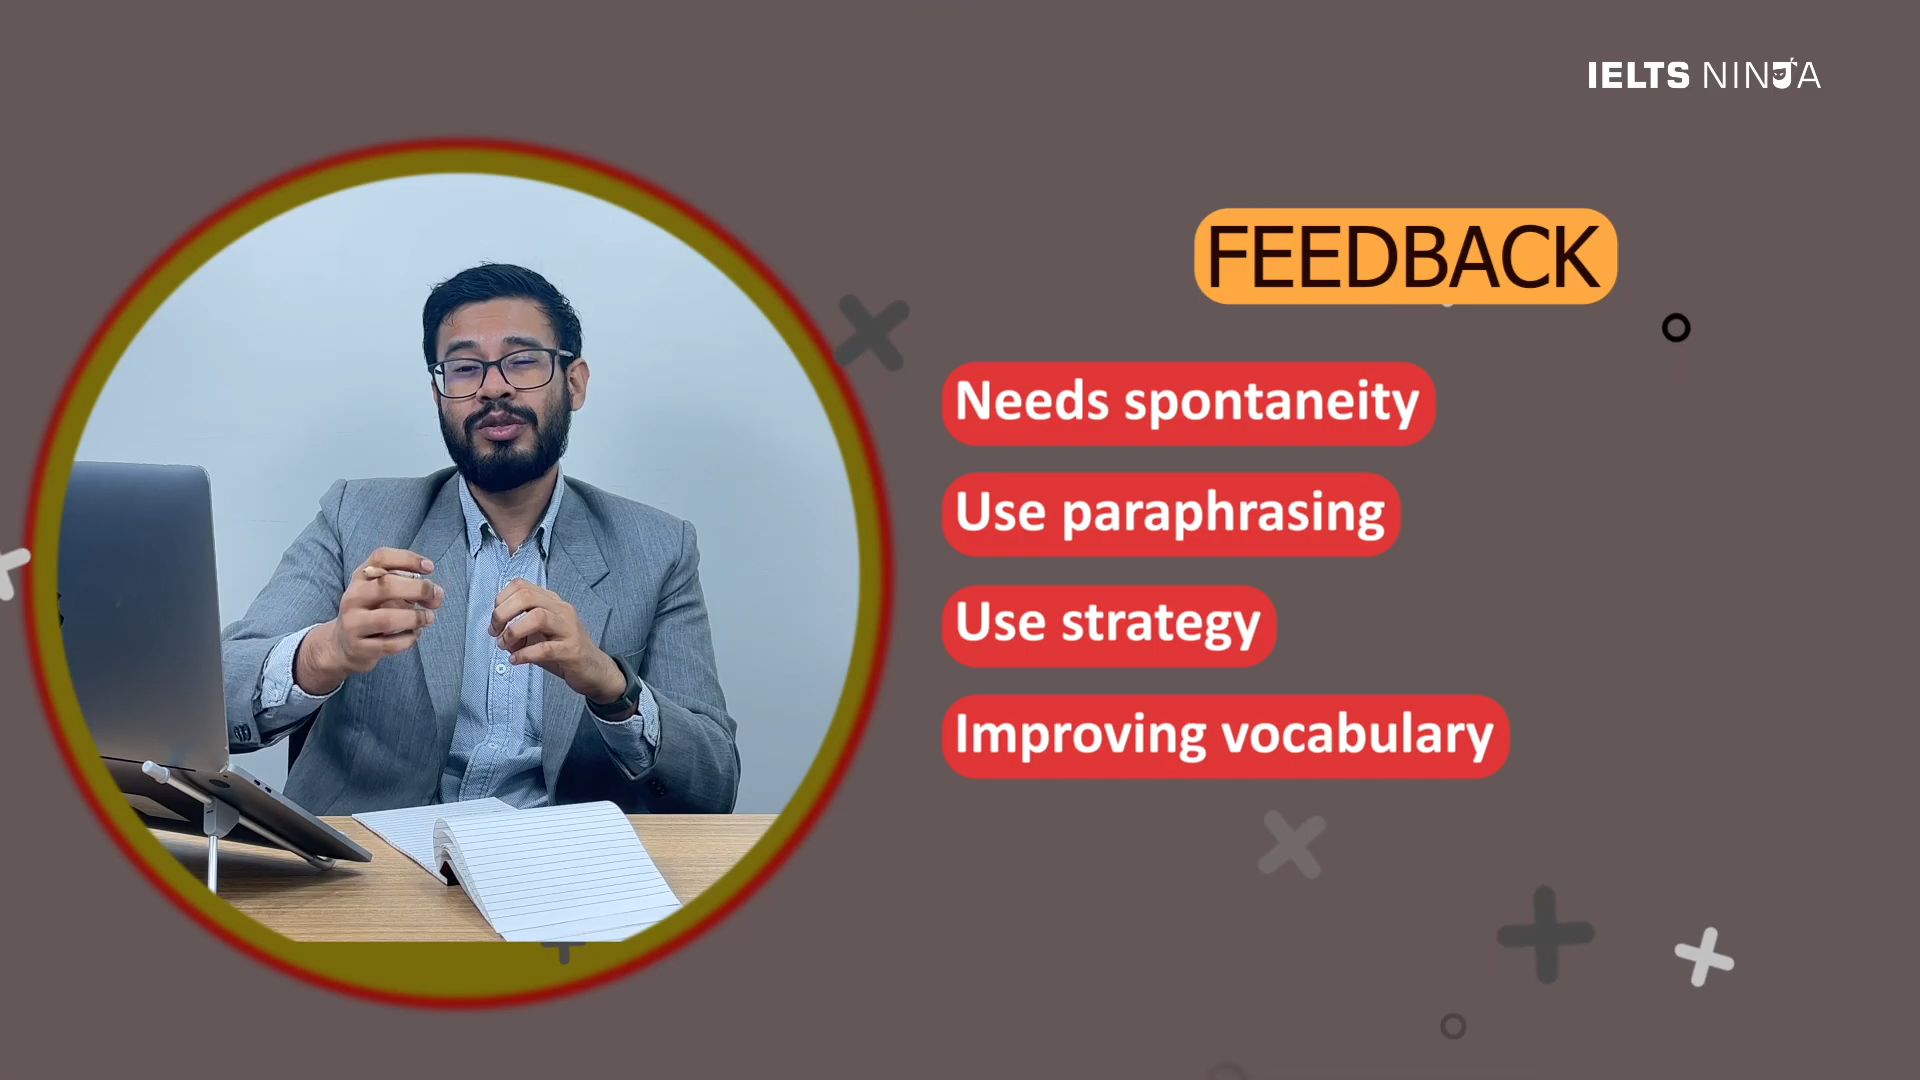 IELTS NINJA
FEEDBACK
Needs spontaneity
Use paraphrasing
Use strategy
Improving vocabulary